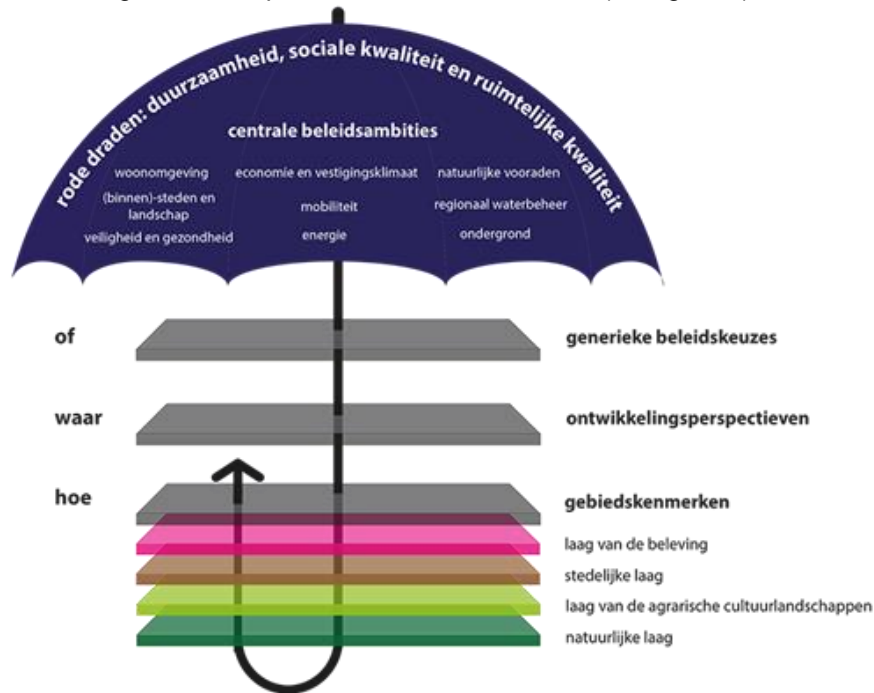 rode draden: duurzaamheid, sociale kwaliteit en ruimtelijke kwaliteit
centrale beleidsambities
woonomgeving
economie en vestigingsklimaat
natuurlijke vooraden
(binnen)-steden en
landschap
mobiliteit
regionaal waterbeheer
veiligheid en gezondheid
energie
ondergrond
of
generieke beleidskeuzes
waar
ontwikkelingsperspectieven
hoe
gebiedskenmerken
laag van de beleving
stedelijke laag
laag van de agrarische cultuurlandschappen
natuurlijke laag